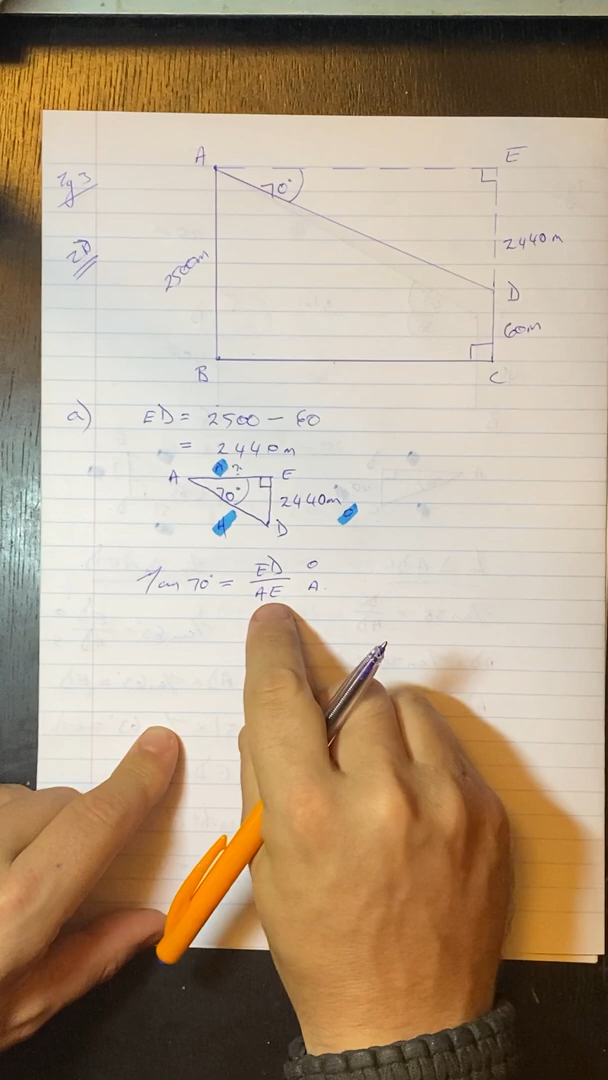 A E
70°
2440m
2500m
D
60m
B C
a) ED = 2500 - 60
= 2440m
A ?
A E
70°
2440m
O
H
D
Tan 70° = ED/AE O/A